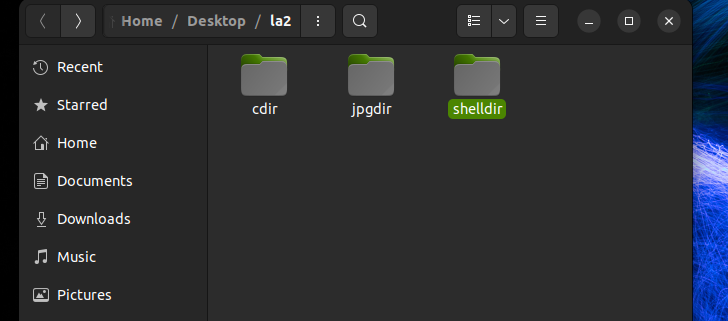 Home / Desktop / la2
Recent
Starred
Home
Documents
Downloads
Music
Pictures
cdir
jpgdir
shelldir